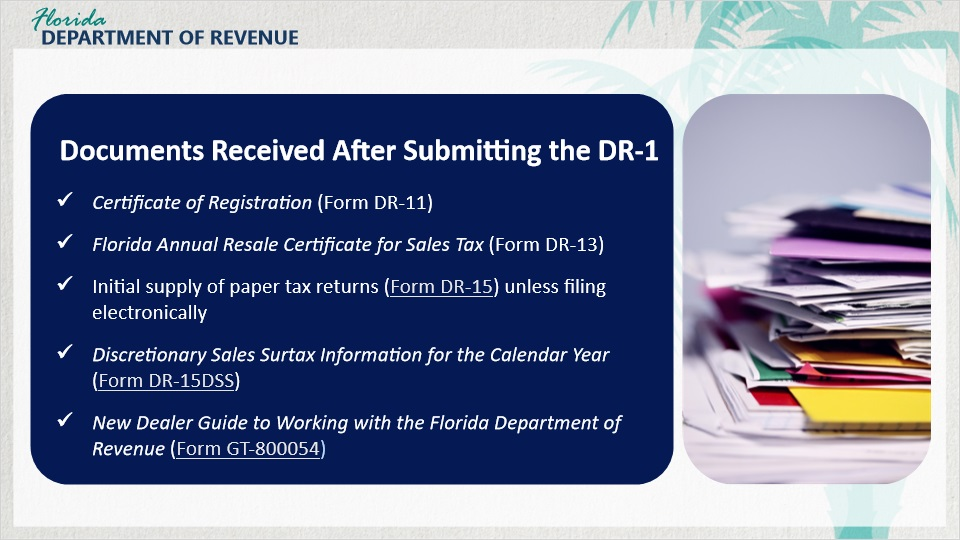 Florida
DEPARTMENT OF REVENUE
Documents Received After Submitting the DR-1
✓ Certificate of Registration (Form DR-11)
✓ Florida Annual Resale Certificate for Sales Tax (Form DR-13)
✓ Initial supply of paper tax returns (Form DR-15) unless filing
electronically
✓ Discretionary Sales Surtax Information for the Calendar Year
(Form DR-15DSS)
✓ New Dealer Guide to Working with the Florida Department of
Revenue (Form GT-800054)